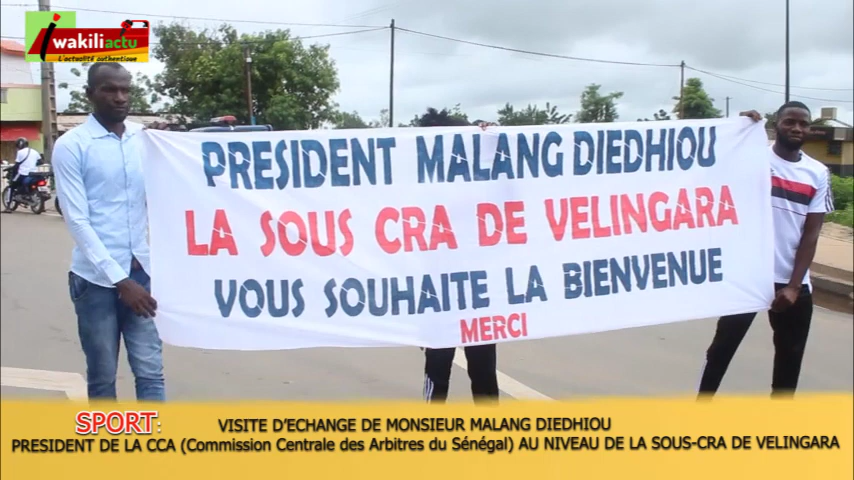 iwakiliactu
L'actualité authentique
PRESIDENT MALANG DIEDHIOU
LA SOUS CRA DE VELINGARA
VOUS SOUHAITE LA BIENVENUE
MERCI
SPORT:
VISITE D'ECHANGE DE MONSIEUR MALANG DIEDHIOU
PRESIDENT DE LA CCA (Commission Centrale des Arbitres du Sénégal) AU NIVEAU DE LA SOUS-CRA DE VELINGARA